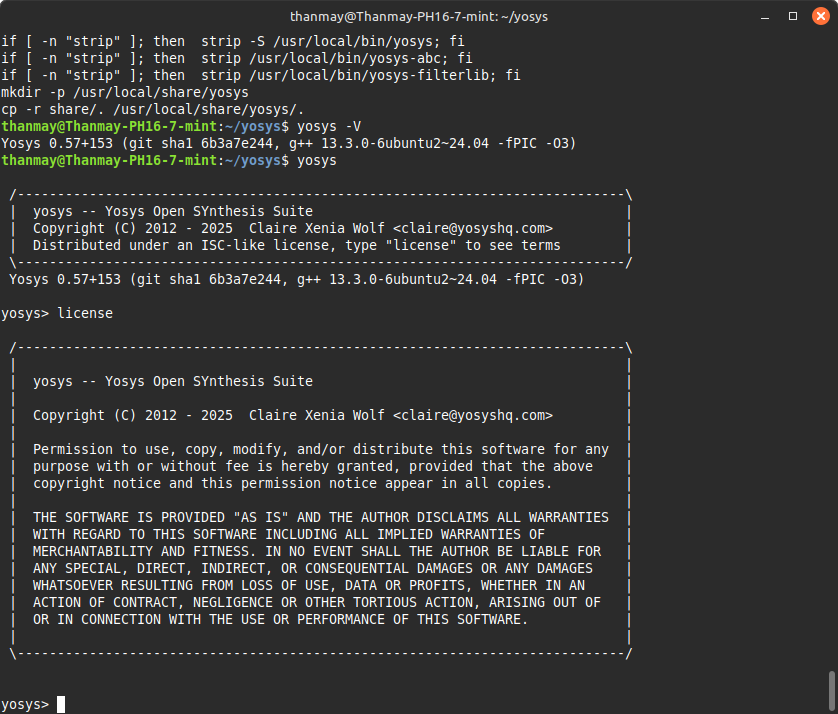 thanmay@Thanmay-PH16-7-mint: ~/yosys
if [ -n "strip" ]; then  strip -S /usr/local/bin/yosys; fi
if [ -n "strip" ]; then  strip /usr/local/bin/yosys-abc; fi
if [ -n "strip" ]; then  strip /usr/local/bin/yosys-filterlib; fi
mkdir -p /usr/local/share/yosys
cp -r share/. /usr/local/share/yosys/.
thanmay@Thanmay-PH16-7-mint:~/yosys$ yosys -V
Yosys 0.57+153 (git sha1 6b3a7e244, g++ 13.3.0-6ubuntu2~24.04 -fPIC -O3)
thanmay@Thanmay-PH16-7-mint:~/yosys$ yosys

 /----------------------------------------------------------------------------\
 |  yosys -- Yosys Open SYnthesis Suite                                       |
 |  Copyright (C) 2012 - 2025  Claire Xenia Wolf <claire@yosyshq.com>         |
 |  Distributed under an ISC-like license, type "license" to see terms        |
 \----------------------------------------------------------------------------/
 Yosys 0.57+153 (git sha1 6b3a7e244, g++ 13.3.0-6ubuntu2~24.04 -fPIC -O3)

yosys> license

 /----------------------------------------------------------------------------\
 |                                                                            |
 |  yosys -- Yosys Open SYnthesis Suite                                       |
 |                                                                            |
 |  Copyright (C) 2012 - 2025  Claire Xenia Wolf <claire@yosyshq.com>         |
 |                                                                            |
 |  Permission to use, copy, modify, and/or distribute this software for any  |
 |  purpose with or without fee is hereby granted, provided that the above    |
 |  copyright notice and this permission notice appear in all copies.         |
 |                                                                            |
 |  THE SOFTWARE IS PROVIDED "AS IS" AND THE AUTHOR DISCLAIMS ALL WARRANTIES  |
 |  WITH REGARD TO THIS SOFTWARE INCLUDING ALL IMPLIED WARRANTIES OF          |
 |  MERCHANTABILITY AND FITNESS. IN NO EVENT SHALL THE AUTHOR BE LIABLE FOR   |
 |  ANY SPECIAL, DIRECT, INDIRECT, OR CONSEQUENTIAL DAMAGES OR ANY DAMAGES    |
 |  WHATSOEVER RESULTING FROM LOSS OF USE, DATA OR PROFITS, WHETHER IN AN     |
 |  ACTION OF CONTRACT, NEGLIGENCE OR OTHER TORTIOUS ACTION, ARISING OUT OF   |
 |  OR IN CONNECTION WITH THE USE OR PERFORMANCE OF THIS SOFTWARE.            |
 |                                                                            |
 \----------------------------------------------------------------------------/

yosys>